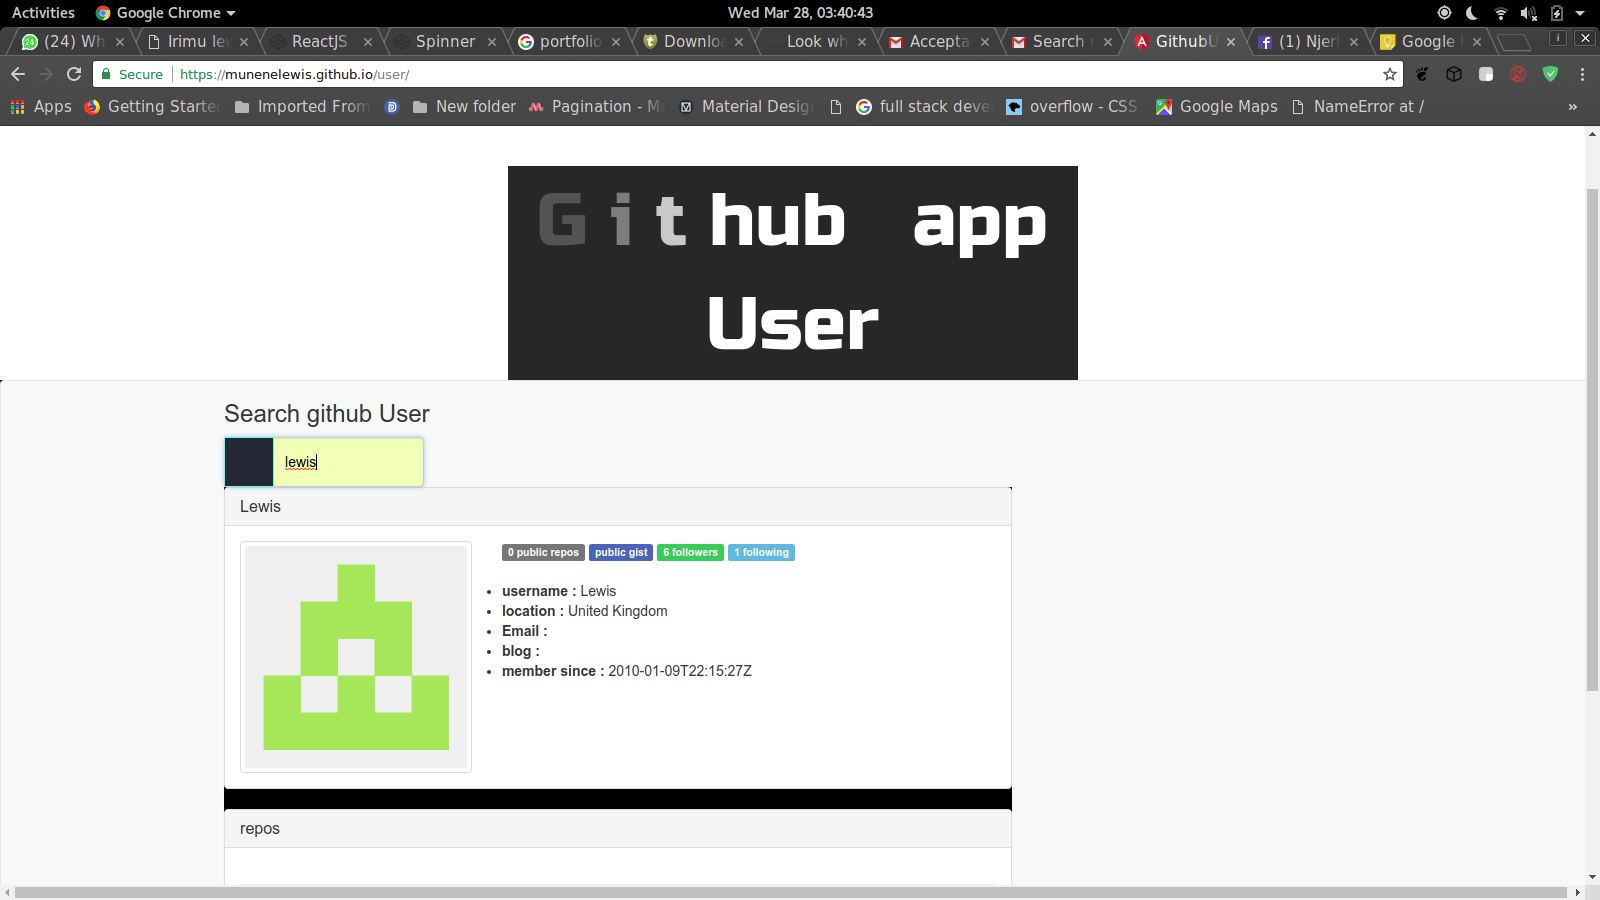 Activities Google Chrome Wed Mar 28, 03:40:43
(24) Wh Irimu le ReactJS Spinner portfolio Downlo Look wh Accepta Search GithubU (1) Njeri Google
Secure https://munenelewis.github.io/user/
Apps Getting Starte Imported From New folder Pagination - M Material Desig full stack deve overflow - CSS Google Maps NameError at / »
Git hub app
User
Search github User
lewis
Lewis
0 public repos public gist 6 followers 1 following
username : Lewis
location : United Kingdom
Email :
blog :
member since : 2010-01-09T22:15:27Z
repos